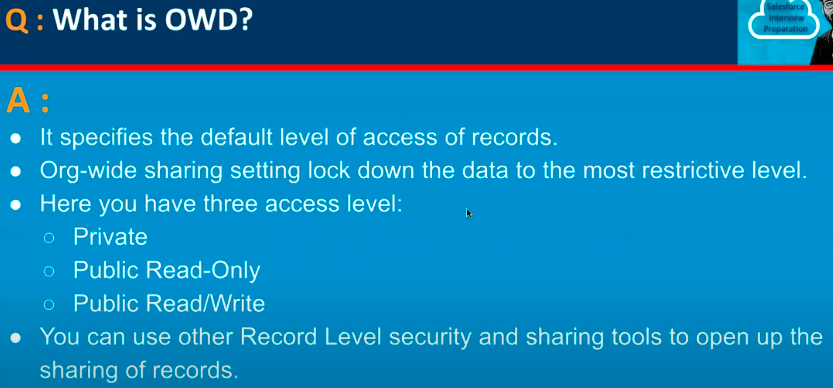 Q : What is OWD?
Salesforce
Interview
Preparation
A :
● It specifies the default level of access of records.
● Org-wide sharing setting lock down the data to the most restrictive level.
● Here you have three access level:
○ Private
○ Public Read-Only
○ Public Read/Write
● You can use other Record Level security and sharing tools to open up the
sharing of records.